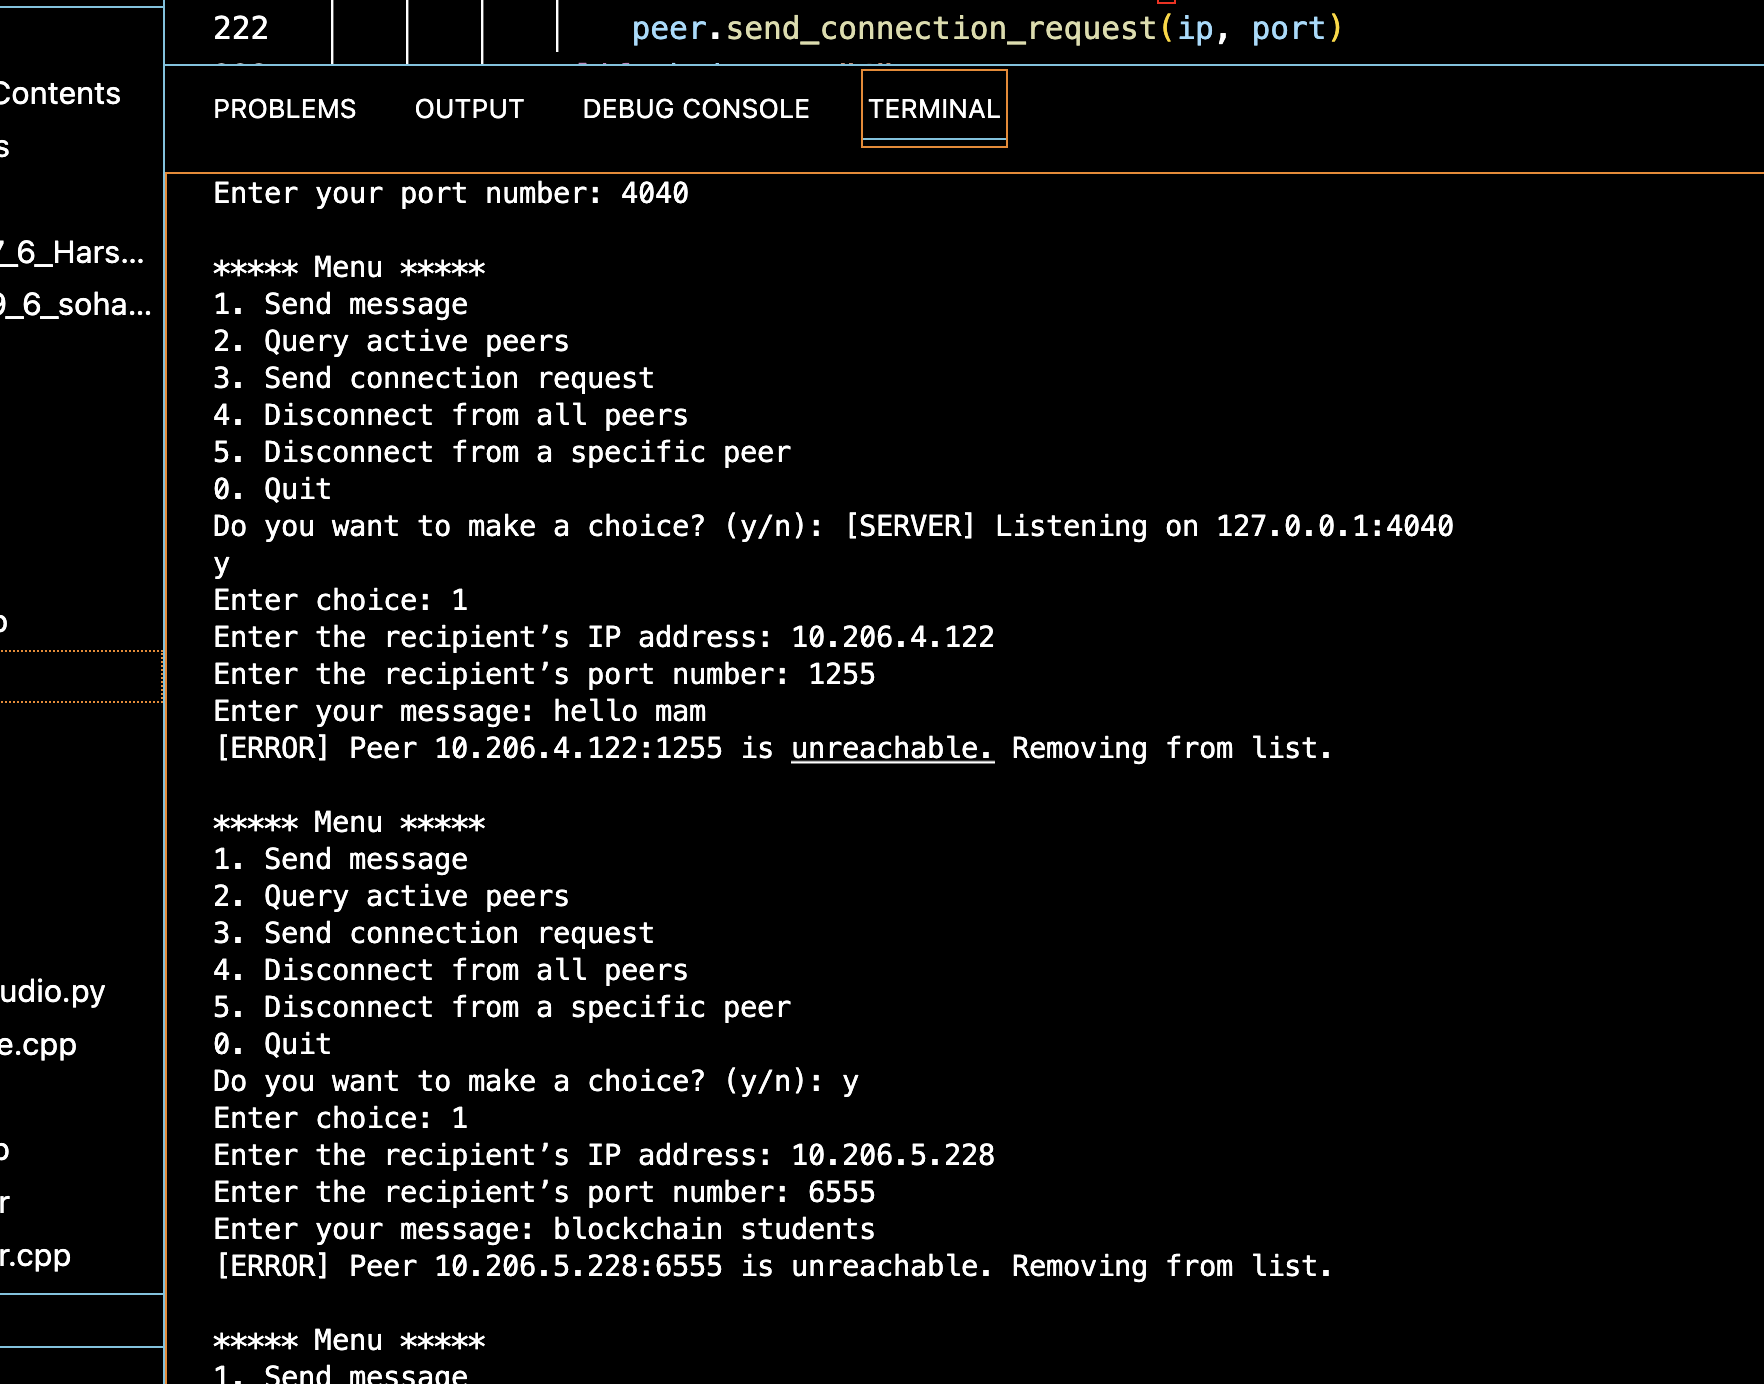 222 peer.send_connection_request(ip, port)
Contents
s
_6_Hars...
9_6_soha...
udio.py
e.cpp
r
r.cpp
PROBLEMS OUTPUT DEBUG CONSOLE TERMINAL
Enter your port number: 4040
***** Menu *****
1. Send message
2. Query active peers
3. Send connection request
4. Disconnect from all peers
5. Disconnect from a specific peer
0. Quit
Do you want to make a choice? (y/n): [SERVER] Listening on 127.0.0.1:4040
y
Enter choice: 1
Enter the recipient’s IP address: 10.206.4.122
Enter the recipient’s port number: 1255
Enter your message: hello mam
[ERROR] Peer 10.206.4.122:1255 is unreachable. Removing from list.
***** Menu *****
1. Send message
2. Query active peers
3. Send connection request
4. Disconnect from all peers
5. Disconnect from a specific peer
0. Quit
Do you want to make a choice? (y/n): y
Enter choice: 1
Enter the recipient’s IP address: 10.206.5.228
Enter the recipient’s port number: 6555
Enter your message: blockchain students
[ERROR] Peer 10.206.5.228:6555 is unreachable. Removing from list.
***** Menu *****
1. Send message